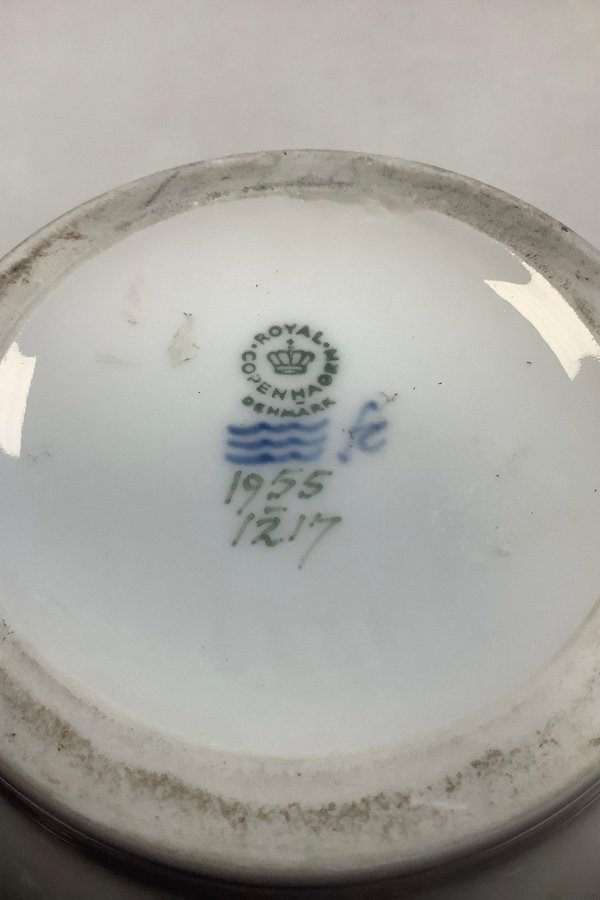 ROYAL
COPENHAGEN
DENMARK
1955
1217